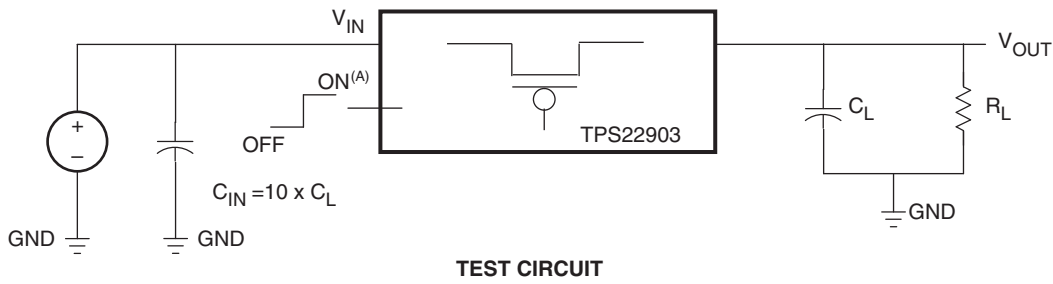 V_IN
V_OUT
ON(A)
OFF
+
–
TPS22903
C_L
R_L
C_IN =10 x C_L
GND
GND
GND
TEST CIRCUIT